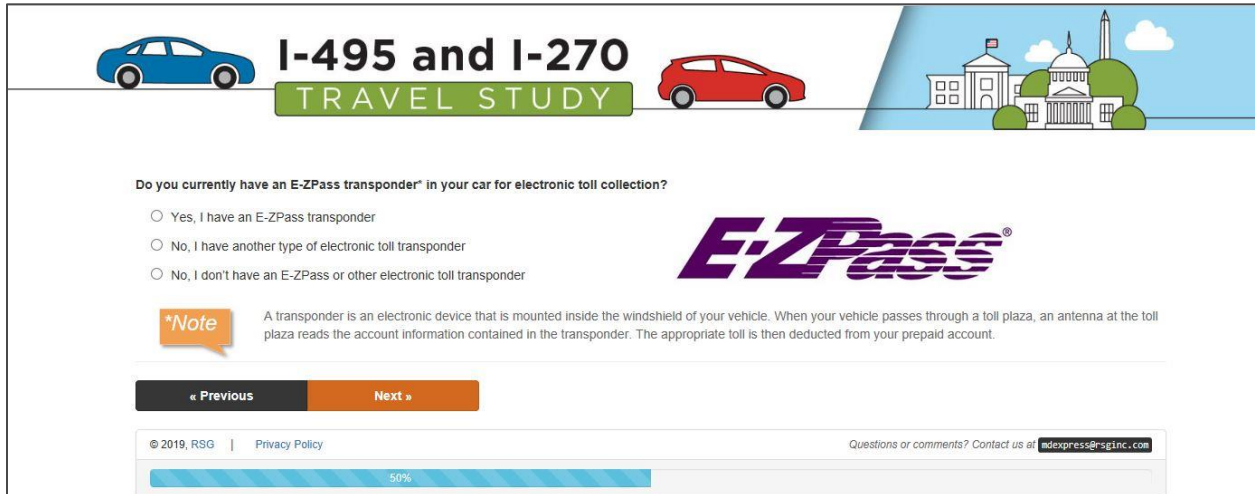 I-495 and I-270
TRAVEL STUDY
Do you currently have an E-ZPass transponder* in your car for electronic toll collection?
Yes, I have an E-ZPass transponder
No, I have another type of electronic toll transponder
No, I don't have an E-ZPass or other electronic toll transponder
E-ZPass®
*Note
A transponder is an electronic device that is mounted inside the windshield of your vehicle. When your vehicle passes through a toll plaza, an antenna at the toll
plaza reads the account information contained in the transponder. The appropriate toll is then deducted from your prepaid account.
« Previous
Next »
© 2019, RSG | Privacy Policy
Questions or comments? Contact us at mdexpress@rsginc.com
50%